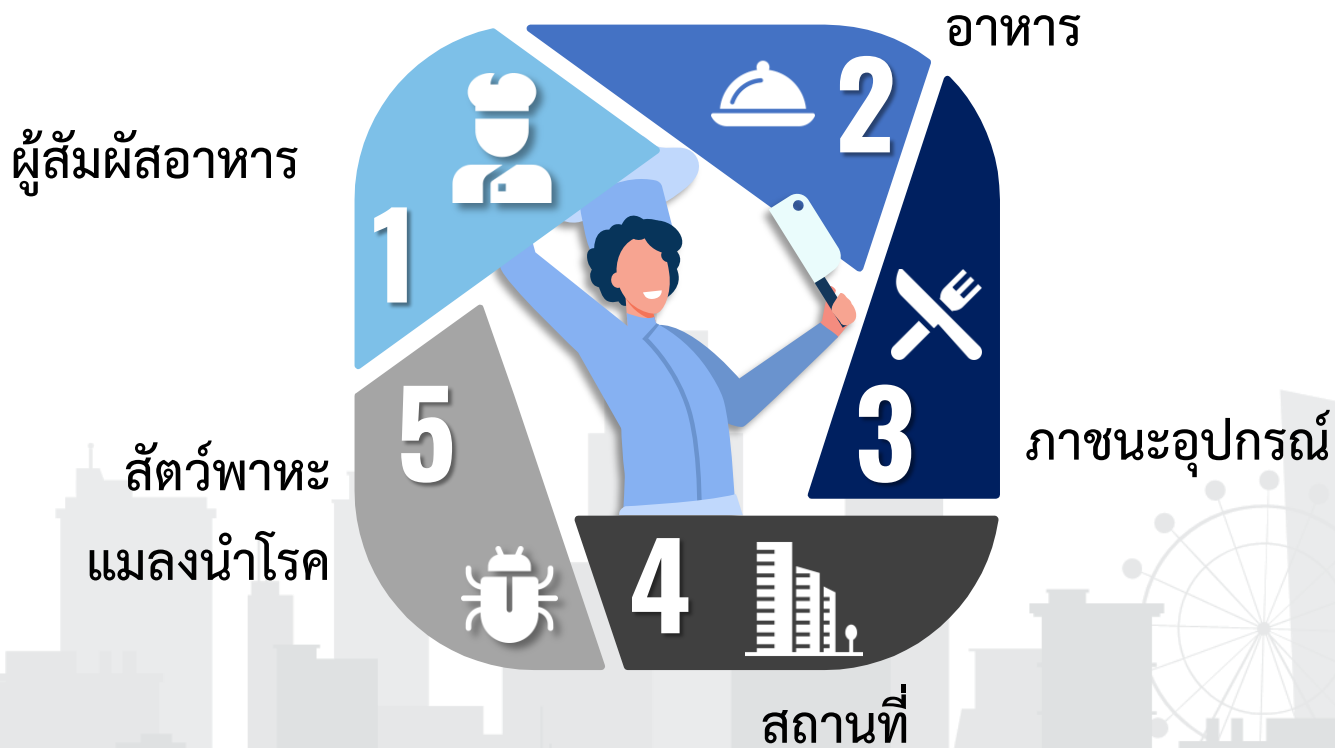 1
ผู้สัมผัสอาหาร
2
อาหาร
3
ภาชนะอุปกรณ์
4
สถานที่
5
สัตว์พาหะ
แมลงนำโรค